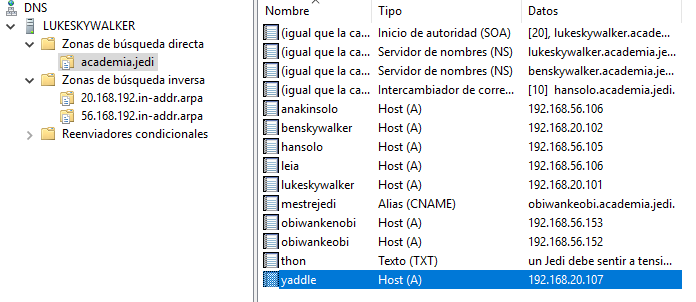 DNS
LUKESKYWALKER
Zonas de búsqueda directa
academia.jedi
Zonas de búsqueda inversa
20.168.192.in-addr.arpa
56.168.192.in-addr.arpa
Reenviadores condicionales
Nombre Tipo Datos
(igual que la ca... Inicio de autoridad (SOA) [20], lukeskywalker.acade...
(igual que la ca... Servidor de nombres (NS) lukeskywalker.academia.je...
(igual que la ca... Servidor de nombres (NS) benskywalker.academia.je...
(igual que la ca... Intercambiador de corre... [10] hansolo.academia.jedi.
anakinsolo Host (A) 192.168.56.106
benskywalker Host (A) 192.168.20.102
hansolo Host (A) 192.168.56.105
leia Host (A) 192.168.56.106
lukeskywalker Host (A) 192.168.20.101
mestrejedi Alias (CNAME) obiwankeobi.academia.jedi.
obiwankenobi Host (A) 192.168.56.153
obiwankeobi Host (A) 192.168.56.152
thon Texto (TXT) un Jedi debe sentir a tensi...
yaddle Host (A) 192.168.20.107